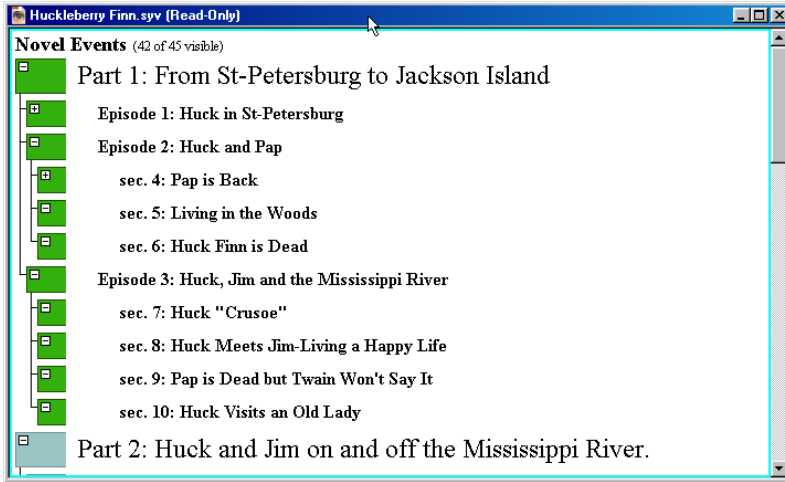 Huckleberry Finn.syv (Read-Only)
Novel Events (42 of 45 visible)
Part 1: From St-Petersburg to Jackson Island
Episode 1: Huck in St-Petersburg
Episode 2: Huck and Pap
sec. 4: Pap is Back
sec. 5: Living in the Woods
sec. 6: Huck Finn is Dead
Episode 3: Huck, Jim and the Mississippi River
sec. 7: Huck "Crusoe"
sec. 8: Huck Meets Jim-Living a Happy Life
sec. 9: Pap is Dead but Twain Won't Say It
sec. 10: Huck Visits an Old Lady
Part 2: Huck and Jim on and off the Mississippi River.